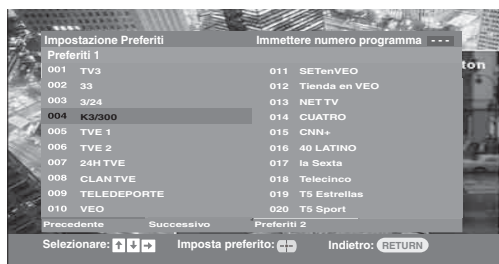 Impostazione Preferiti Immettere numero programma - - -
Preferiti 1
ton
001 TV3
002 33
003 3/24
004 K3/300
005 TVE 1
006 TVE 2
007 24H TVE
008 CLAN TVE
009 TELEDEPORTE
010 VEO
011 SETenVEO
012 Tienda en VEO
013 NET TV
014 CUATRO
015 CNN+
016 40 LATINO
017 la Sexta
018 Telecinco
019 T5 Estrellas
020 T5 Sport
Precedente Successivo Preferiti 2
Selezionare: ↑ ↓ → Imposta preferito: Indietro: RETURN